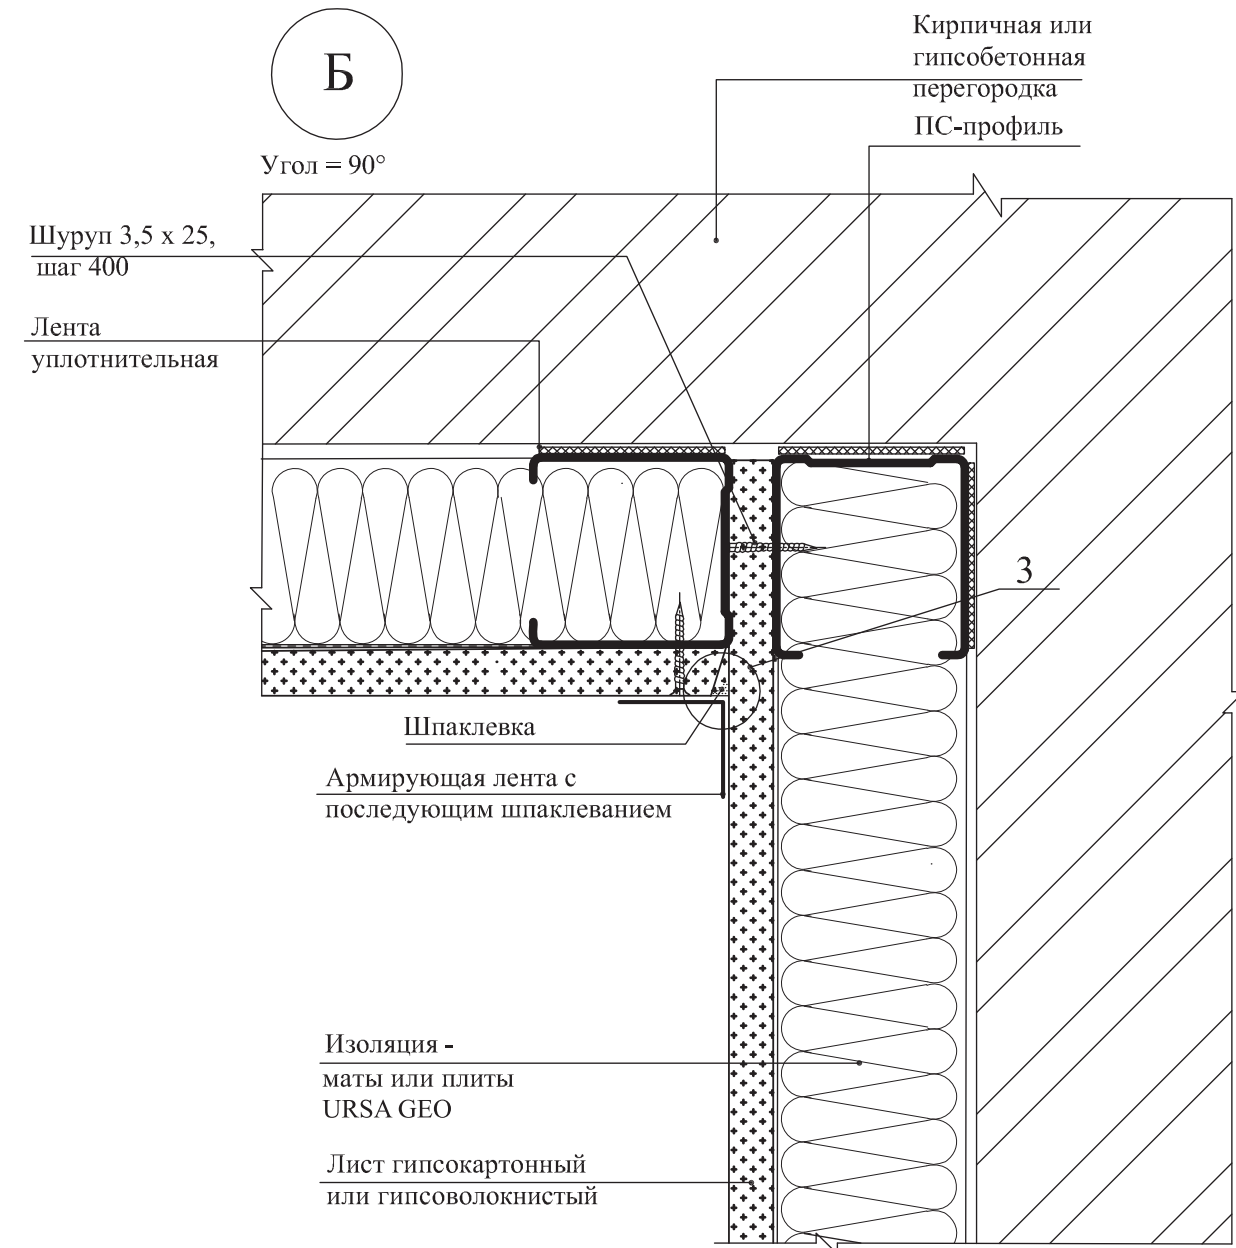 Б
Угол = 90°
Кирпичная или
гипсобетонная
перегородка
ПС-профиль
Шуруп 3,5 х 25,
шаг 400
Лента
уплотнительная
3
Шпаклевка
Армирующая лента с
последующим шпаклеванием
Изоляция -
маты или плиты
URSA GEO
Лист гипсокартонный
или гипсоволокнистый